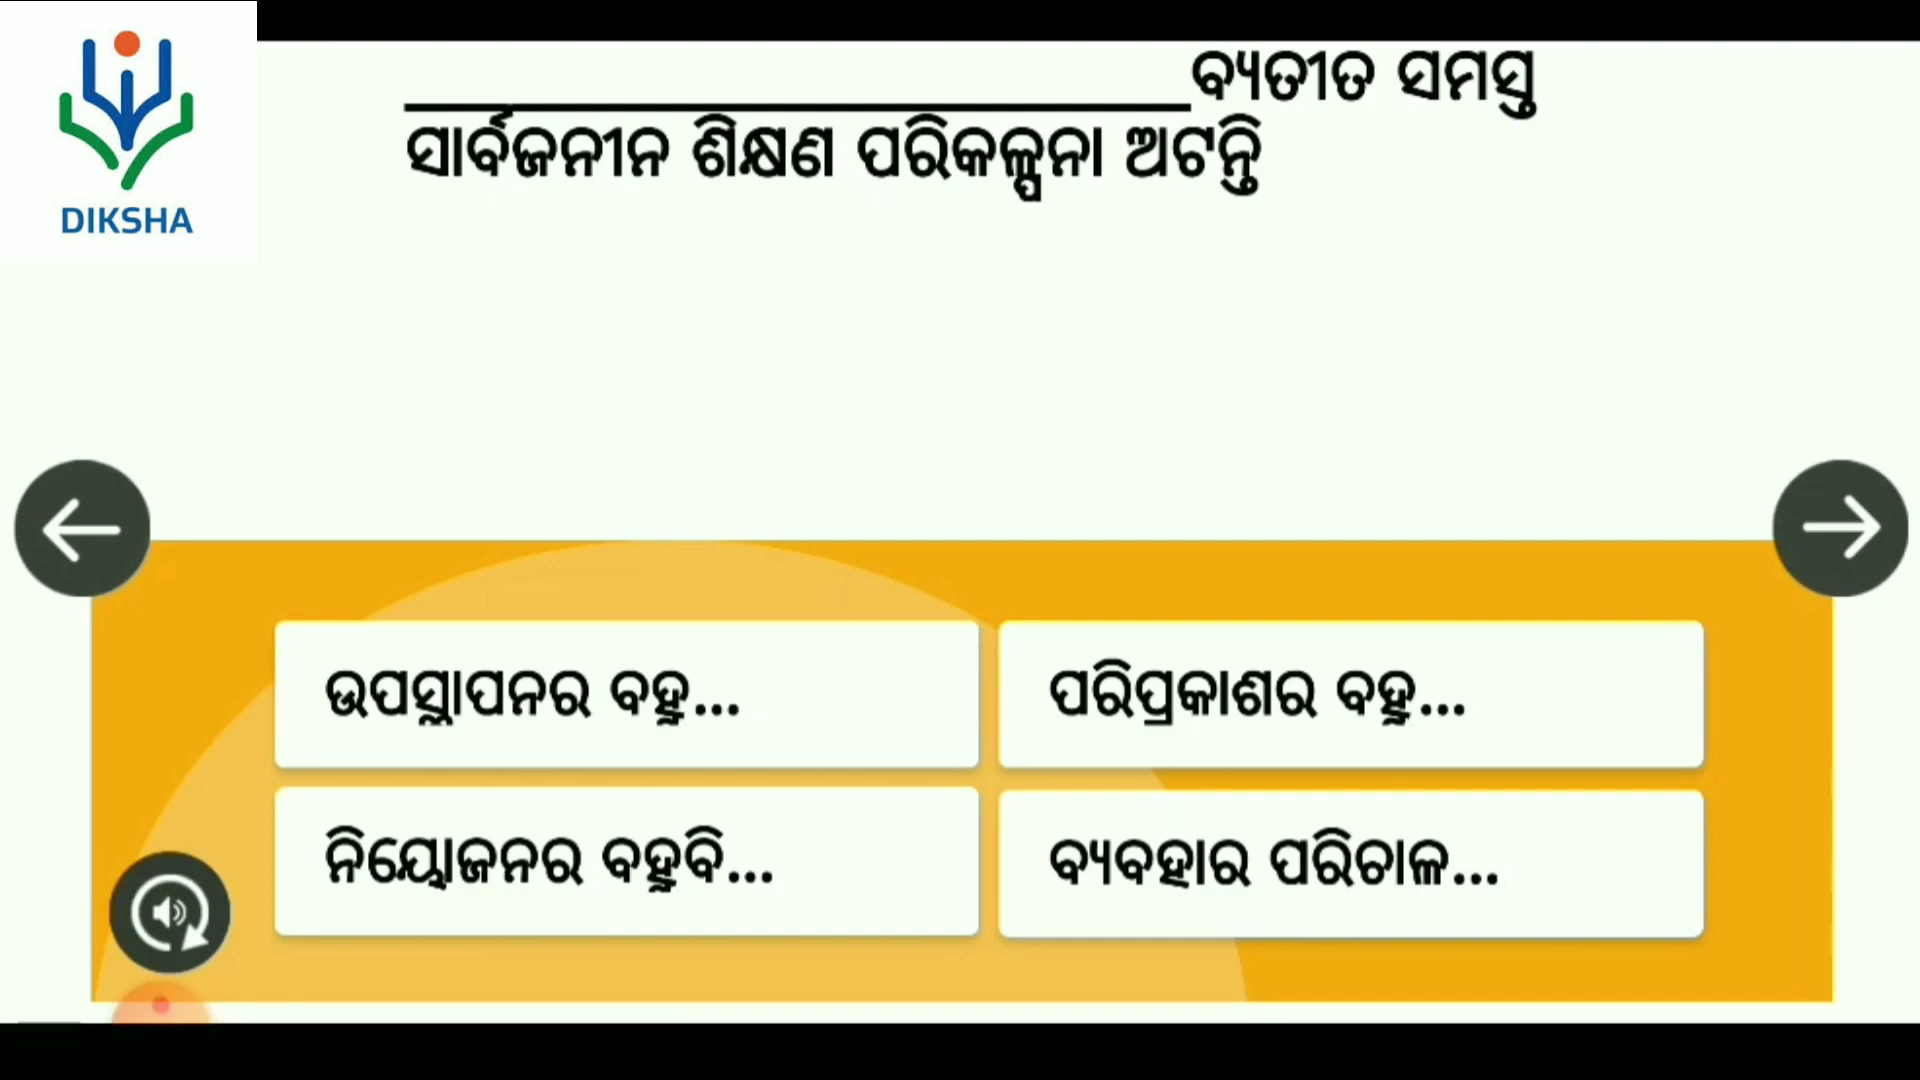 DIKSHA
____________________ବ୍ୟତୀତ ସମସ୍ତ
ସାର୍ବଜନୀନ ଶିକ୍ଷଣ ପରିକଳ୍ପନା ଅଟନ୍ତି
ଉପସ୍ଥାପନର ବହୁ...
ପରିପ୍ରକାଶର ବହୁ...
ନିୟୋଜନର ବହୁବି...
ବ୍ୟବହାର ପରିଚାଳ...